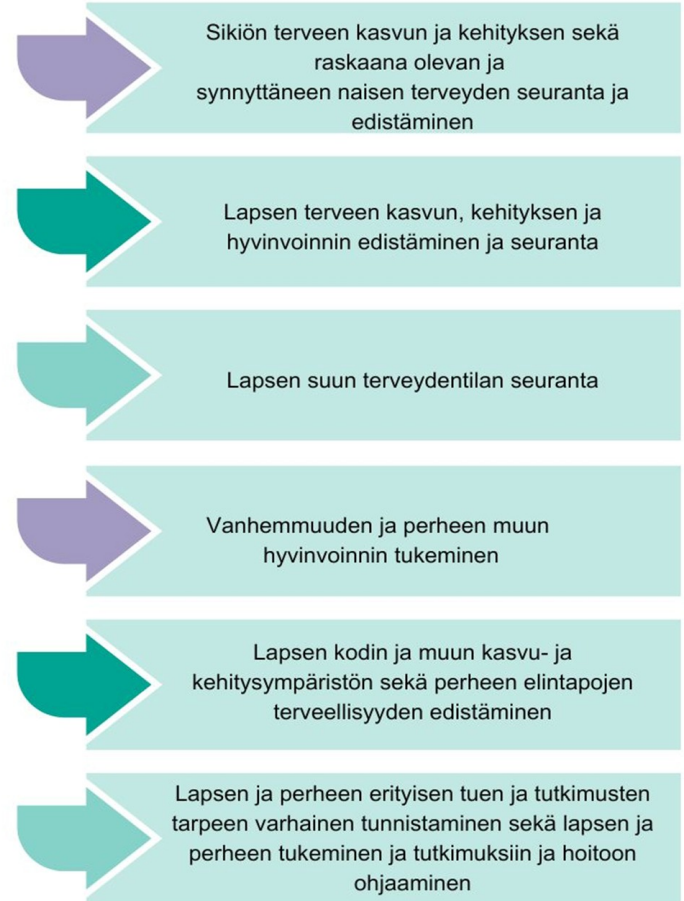 Sikiön terveen kasvun ja kehityksen sekä
raskaana olevan ja
synnyttäneen naisen terveyden seuranta ja
edistäminen
Lapsen terveen kasvun, kehityksen ja
hyvinvoinnin edistäminen ja seuranta
Lapsen suun terveydentilan seuranta
Vanhemmuuden ja perheen muun
hyvinvoinnin tukeminen
Lapsen kodin ja muun kasvu- ja
kehitysympäristön sekä perheen elintapojen
terveellisyyden edistäminen
Lapsen ja perheen erityisen tuen ja tutkimusten
tarpeen varhainen tunnistaminen sekä lapsen ja
perheen tukeminen ja tutkimuksiin ja hoitoon
ohjaaminen